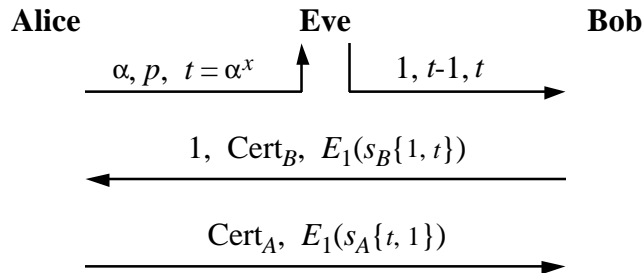 Alice Eve Bob
α, p, t = α^x 1, t-1, t
1, Cert_B, E_1(s_B{1, t})
Cert_A, E_1(s_A{t, 1})